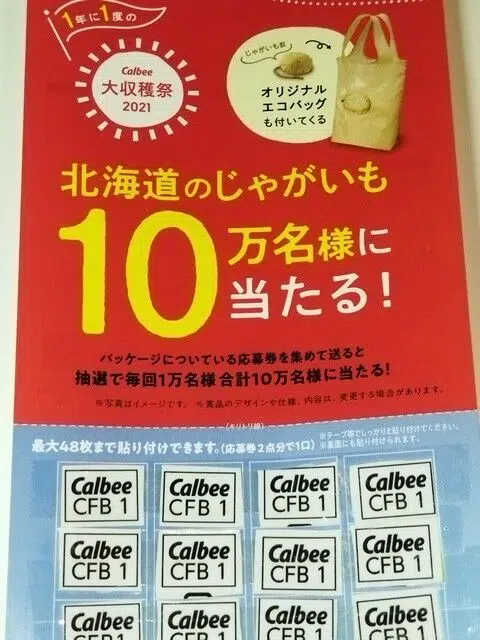 1年に1度の
Calbee
大収穫祭
2021
じゃがいも型
オリジナル
エコバッグ
も付いてくる
北海道のじゃがいも
10万名様に
当たる!
パッケージについている応募券を集めて送ると
抽選で毎回1万名様合計10万名様に当たる!
※写真はイメージです。 ※賞品のデザインや仕様、内容は、変更する場合があります。
(キリトリ線)
最大48枚まで貼り付けできます。(応募券2点分で1口)
※テープ等でしっかりと貼り付けてください。
※裏面にも貼り付けられます。
Calbee Calbee Calbee Calbee
CFB 1 CFB 1 CFB 1 CFB 1
Calbee Calbee Calbee Calbee
CFB 1 CFB 1 CFB 1 CFB 1
Calbee Calbee Calbee Calbee
CFB 1 CFB 1 CFB 1 CFB 1